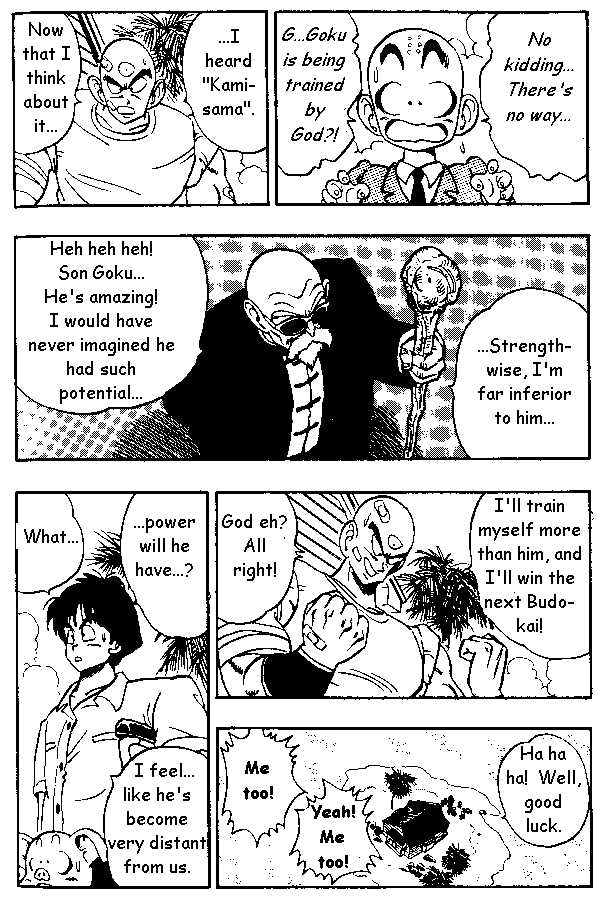 Now
that I
think
about
it...
...I
heard
"Kami-
sama".
G...Goku
is being
trained
by
God?!
No
kidding...
There's
no way...
Heh heh heh!
Son Goku...
He's amazing!
I would have
never imagined he
had such
potential...
...Strength-
wise, I'm
far inferior
to him...
What...
...power
will he
have...?
I feel...
like he's
become
very distant
from us.
God eh?
All
right!
I'll train
myself more
than him, and
I'll win the
next Budo-
kai!
Me
too!
Yeah!
Me
too!
Ha ha
ha! Well,
good
luck.